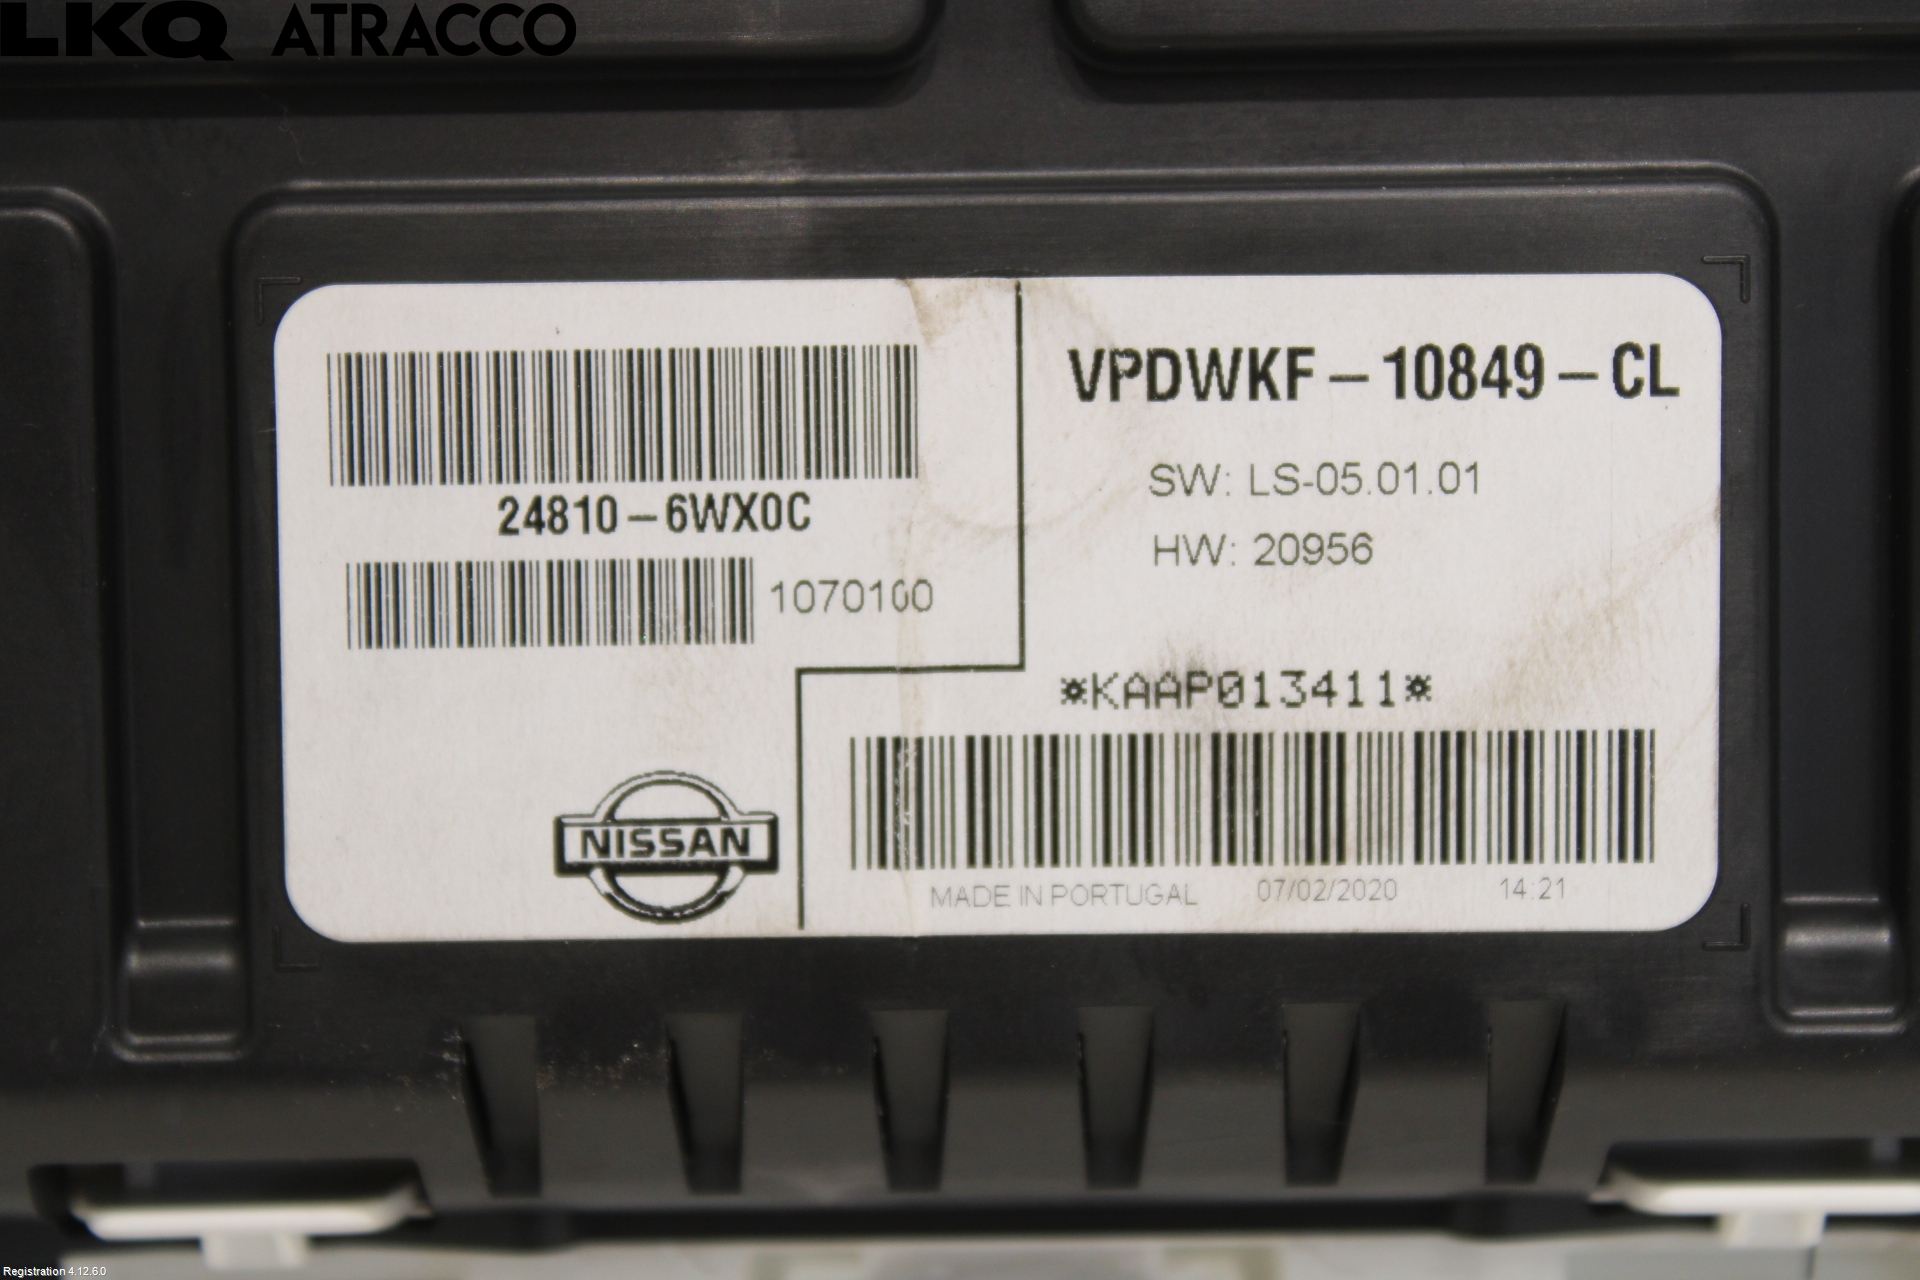 LKQ ATRACCO
24810-6WX0C
1070100
VPDWKF-10849-CL
SW: LS-05.01.01
HW: 20956
*KAAP013411*
NISSAN
MADE IN PORTUGAL 07/02/2020 14:21
Registration 4.12.6.0